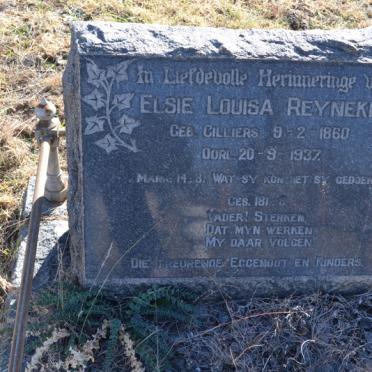 In Liefdevolle Herinneringe v
ELSIE LOUISA REYNEKE
GEB. CILLIERS 9-2-1860
OORL. 20-9-1937
MARK. 14.8. WAT SY KON HET SY GEDOEN
GES. 181
VADER! STERKEN
DAT MYN WERKEN
MY DAAR VOLGEN
DIE TREURENDE EGGENOOT EN KINDERS